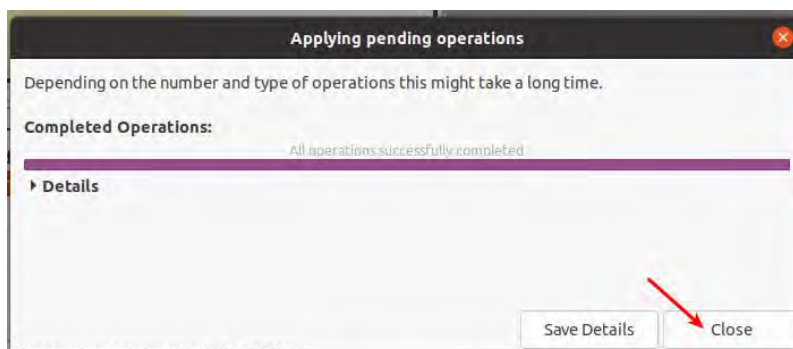 Applying pending operations
Depending on the number and type of operations this might take a long time.
Completed Operations:
All operations successfully completed
Details
Save Details
Close